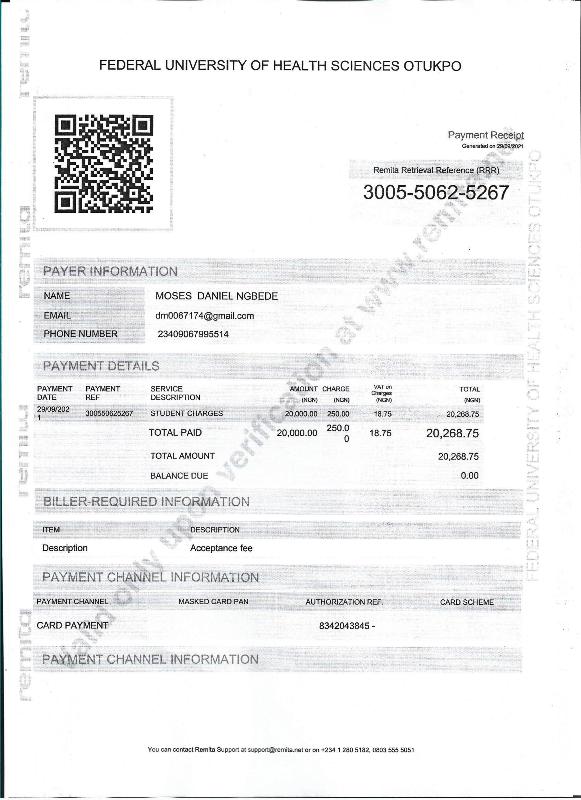 FEDERAL UNIVERSITY OF HEALTH SCIENCES OTUKPO
Payment Receipt
Generated on 29/09/2021
Remita Retrieval Reference (RRR)
3005-5062-5267
PAYER INFORMATION
NAME MOSES DANIEL NGBEDE
EMAIL dm0067174@gmail.com
PHONE NUMBER 23409067995514
PAYMENT DETAILS
PAYMENT DATE PAYMENT REF SERVICE DESCRIPTION AMOUNT (NGN) CHARGE (NGN) VAT on Charges (NGN) TOTAL (NGN)
29/09/2021 300550625267 STUDENT CHARGES 20,000.00 250.00 18.75 20,268.75
TOTAL PAID 20,000.00 250.00 18.75 20,268.75
TOTAL AMOUNT 20,268.75
BALANCE DUE 0.00
BILLER-REQUIRED INFORMATION
ITEM DESCRIPTION
Description Acceptance fee
PAYMENT CHANNEL INFORMATION
PAYMENT CHANNEL MASKED CARD PAN AUTHORIZATION REF. CARD SCHEME
CARD PAYMENT 8342043845 -
PAYMENT CHANNEL INFORMATION
You can contact Remita Support at support@remita.net or on +234 1 280 5182, 0803 555 5051
Valid only upon verification at www.remita.net
FEDERAL UNIVERSITY OF HEALTH SCIENCES OTUKPO
remita
remita
remita
remita